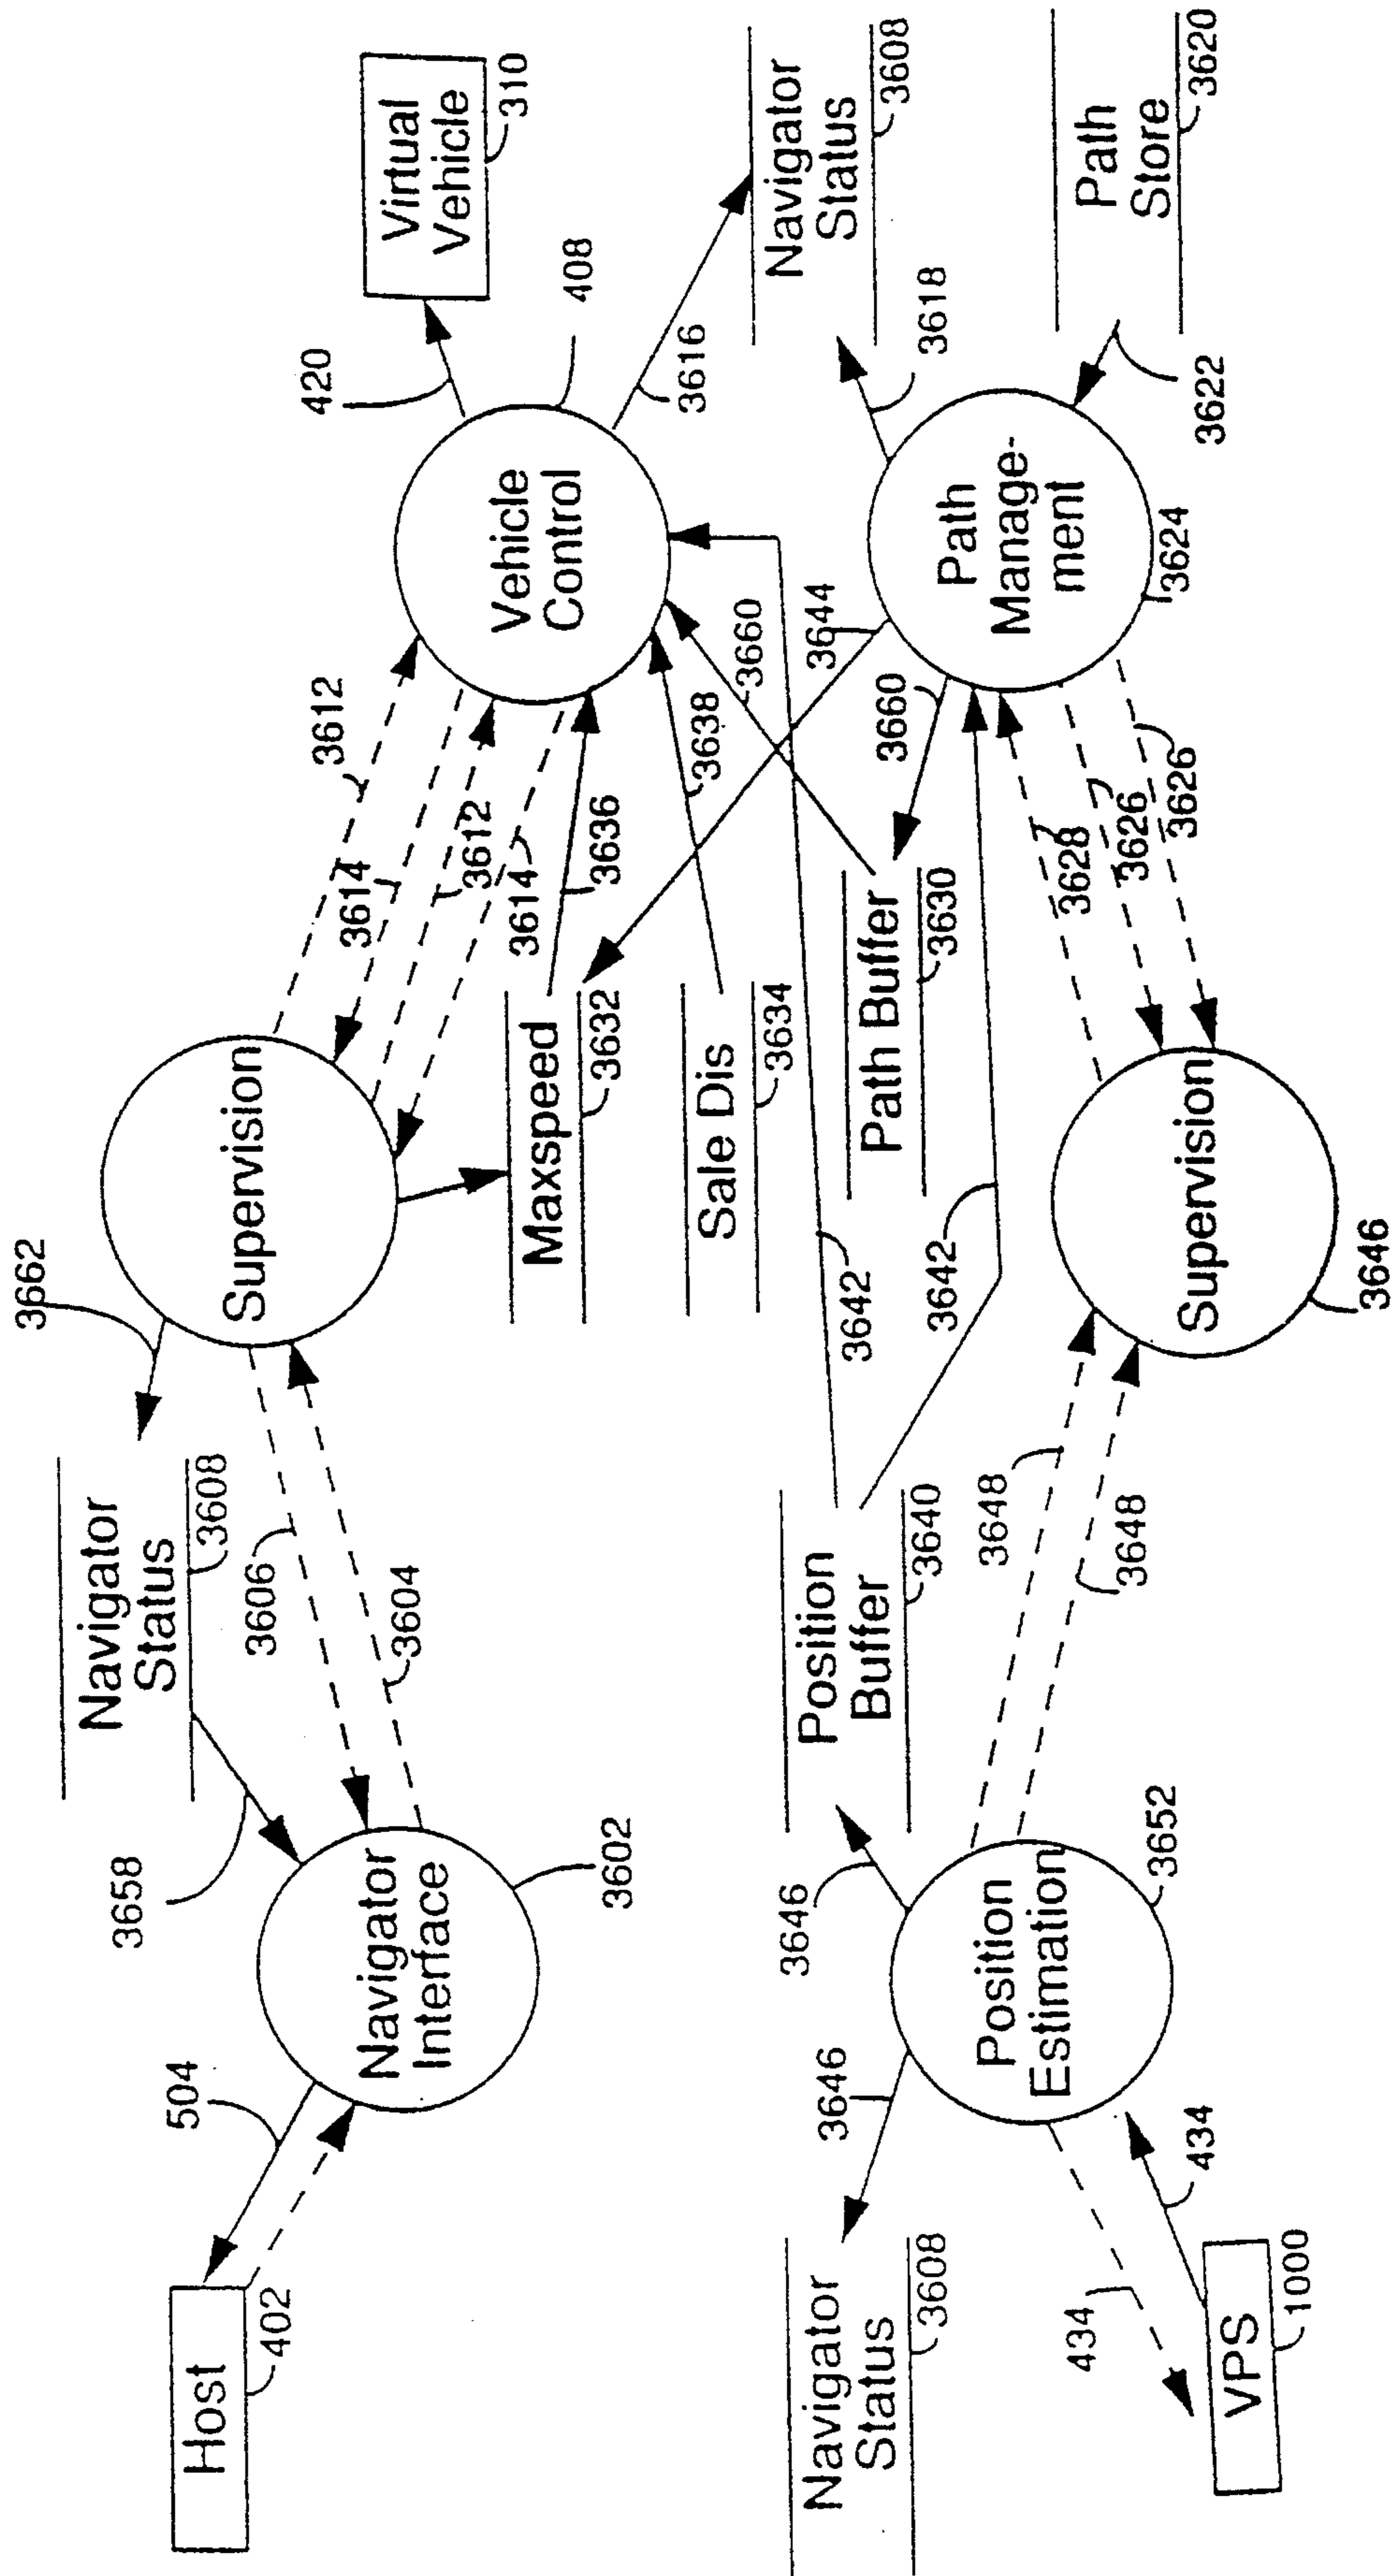 Host
402
504
Navigator
Interface
3602
3658
Navigator
Status
3608
3606
3604
3662
Supervision
3612
3614
3612
3614
Maxspeed
3632
3636
Sale Dis
3634
3638
Vehicle
Control
408
420
Virtual
Vehicle
310
3616
Navigator
Status
3608
3618
3660
3644
3660
Path Buffer
3630
Path
Manage-
ment
3624
3622
Path
Store
3620
3628
3626
3626
Supervision
3646
3642
3642
Position
Buffer
3640
3648
3648
3646
3646
Position
Estimation
3652
Navigator
Status
3608
434
434
VPS
1000